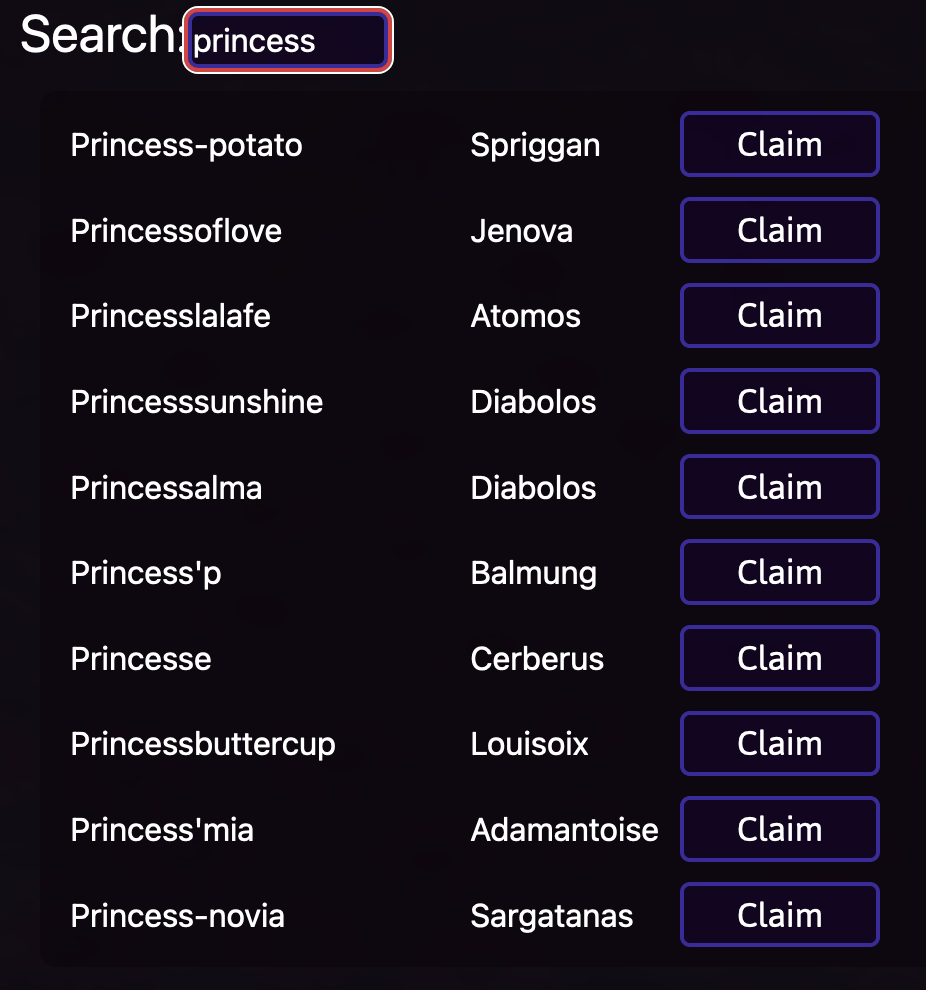 Search: princess
Princess-potato Spriggan Claim
Princessoflove Jenova Claim
Princesslalafe Atomos Claim
Princesssunshine Diabolos Claim
Princessalma Diabolos Claim
Princess'p Balmung Claim
Princesse Cerberus Claim
Princessbuttercup Louisoix Claim
Princess'mia Adamantoise Claim
Princess-novia Sargatanas Claim